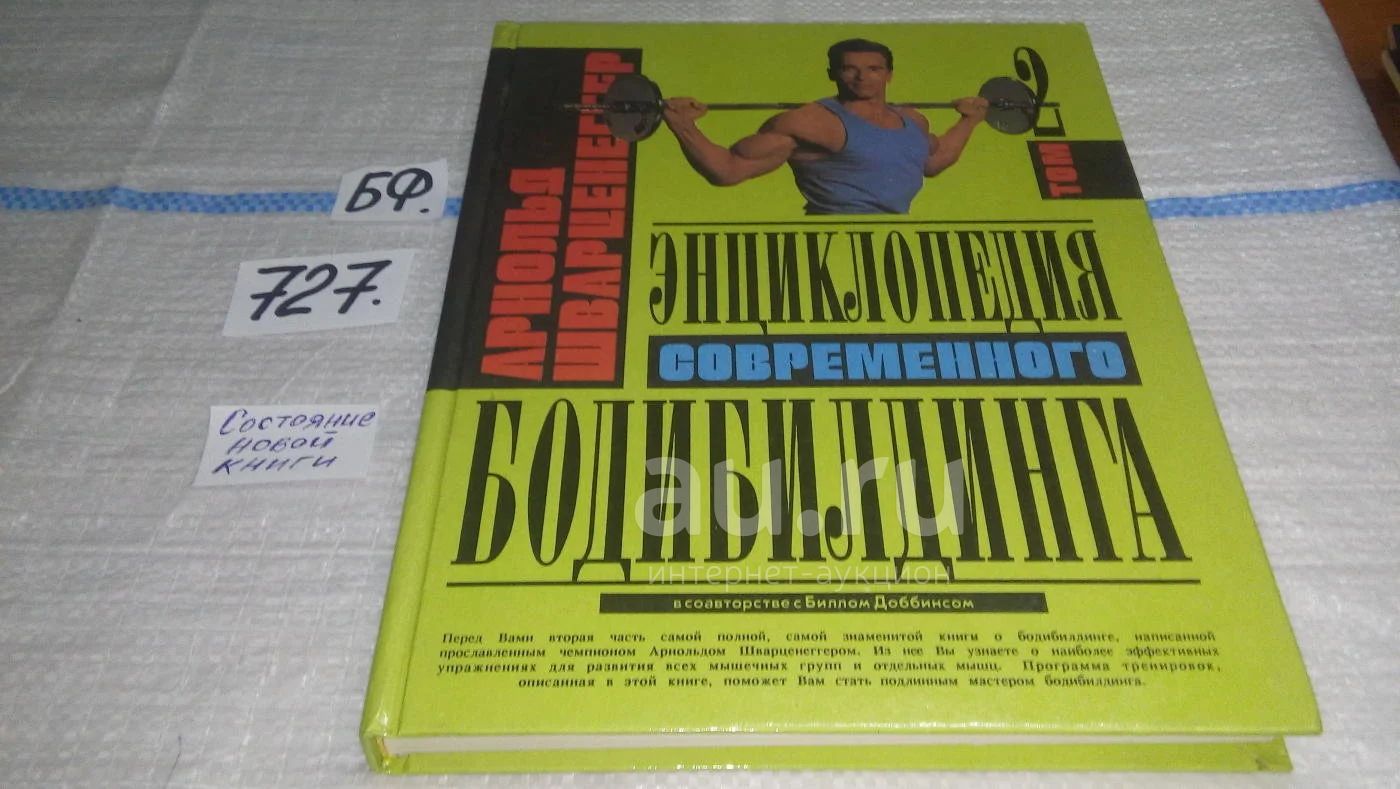 БФ.
727.
Состояние
новой
книги
АРНОЛЬД
ШВАРЦЕНЕГГЕР
ТОМ 2
ЭНЦИКЛОПЕДИЯ
СОВРЕМЕННОГО
БОДИБИЛДИНГА
au.ru
интернет-аукцион
в соавторстве с Биллом Доббинсом
Перед Вами вторая часть самой полной, самой знаменитой книги о бодибилдинге, написанной
прославленным чемпионом Арнольдом Шварценеггером. Из нее Вы узнаете о наиболее эффективных
упражнениях для развития всех мышечных групп и отдельных мышц. Программа тренировок,
описанная в этой книге, поможет Вам стать подлинным мастером бодибилдинга.